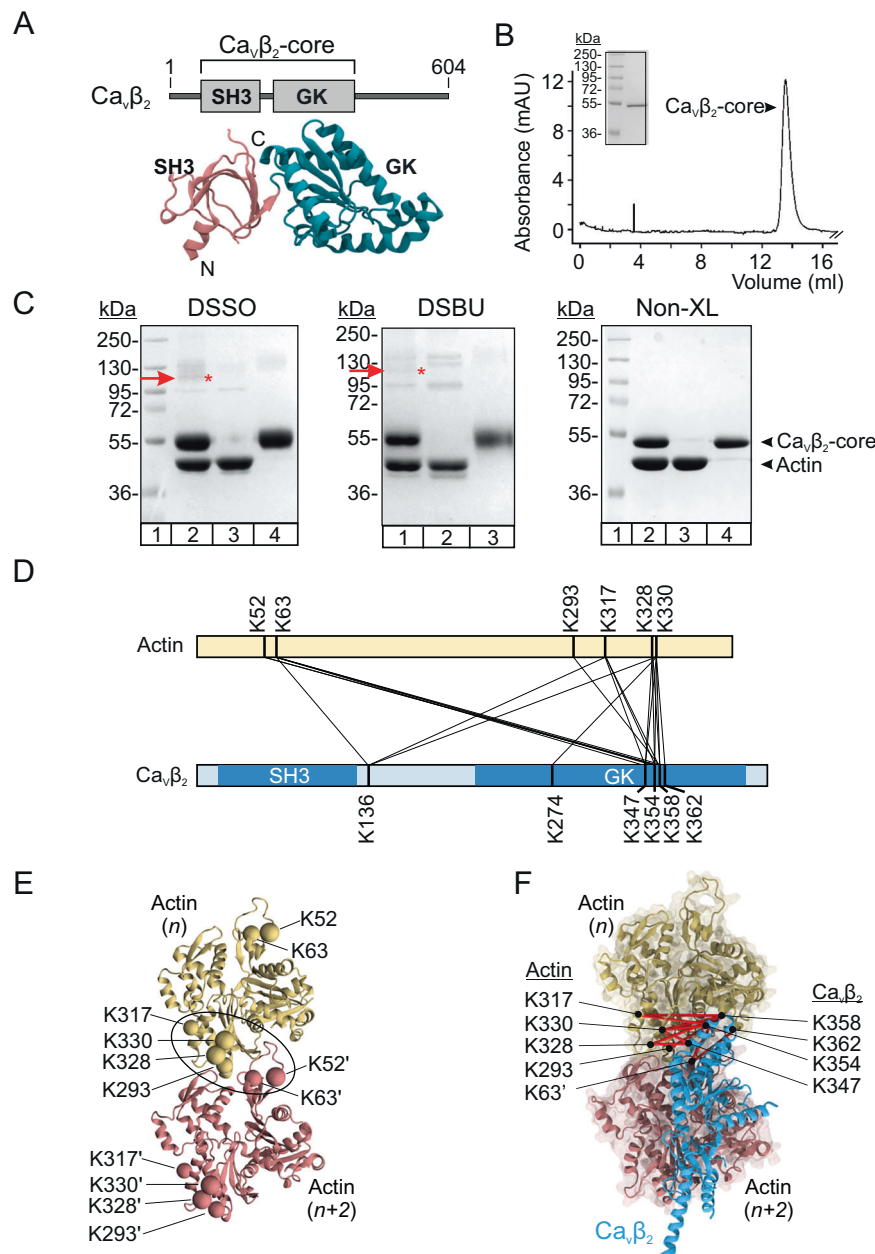 A
Caᵥβ₂-core
1
604
Caᵥβ₂
SH3
GK
SH3
C
GK
N
B
kDa
250-
130-
95-
72-
55-
36-
Caᵥβ₂-core
Absorbance (mAU)
12
8
4
0
0
4
8
12
16
Volume (ml)
C
DSSO
kDa
250-
130-
95-
72-
55-
36-
*
1 2 3 4
DSBU
kDa
250-
130-
95-
72-
55-
36-
*
1 2 3
Non-XL
kDa
250-
130-
95-
72-
55-
36-
Caᵥβ₂-core
Actin
1 2 3 4
D
K52
K63
K293
K317
K328
K330
Actin
Caᵥβ₂
SH3
GK
K136
K274
K347
K354
K358
K362
E
Actin
(n)
K52
K63
K317
K330
K328
K293
K52'
K63'
K317'
K330'
K328'
K293'
Actin
(n+2)
F
Actin
(n)
Actin
K317
K330
K328
K293
K63'
Caᵥβ₂
K358
K362
K354
K347
Actin
(n+2)
Caᵥβ₂